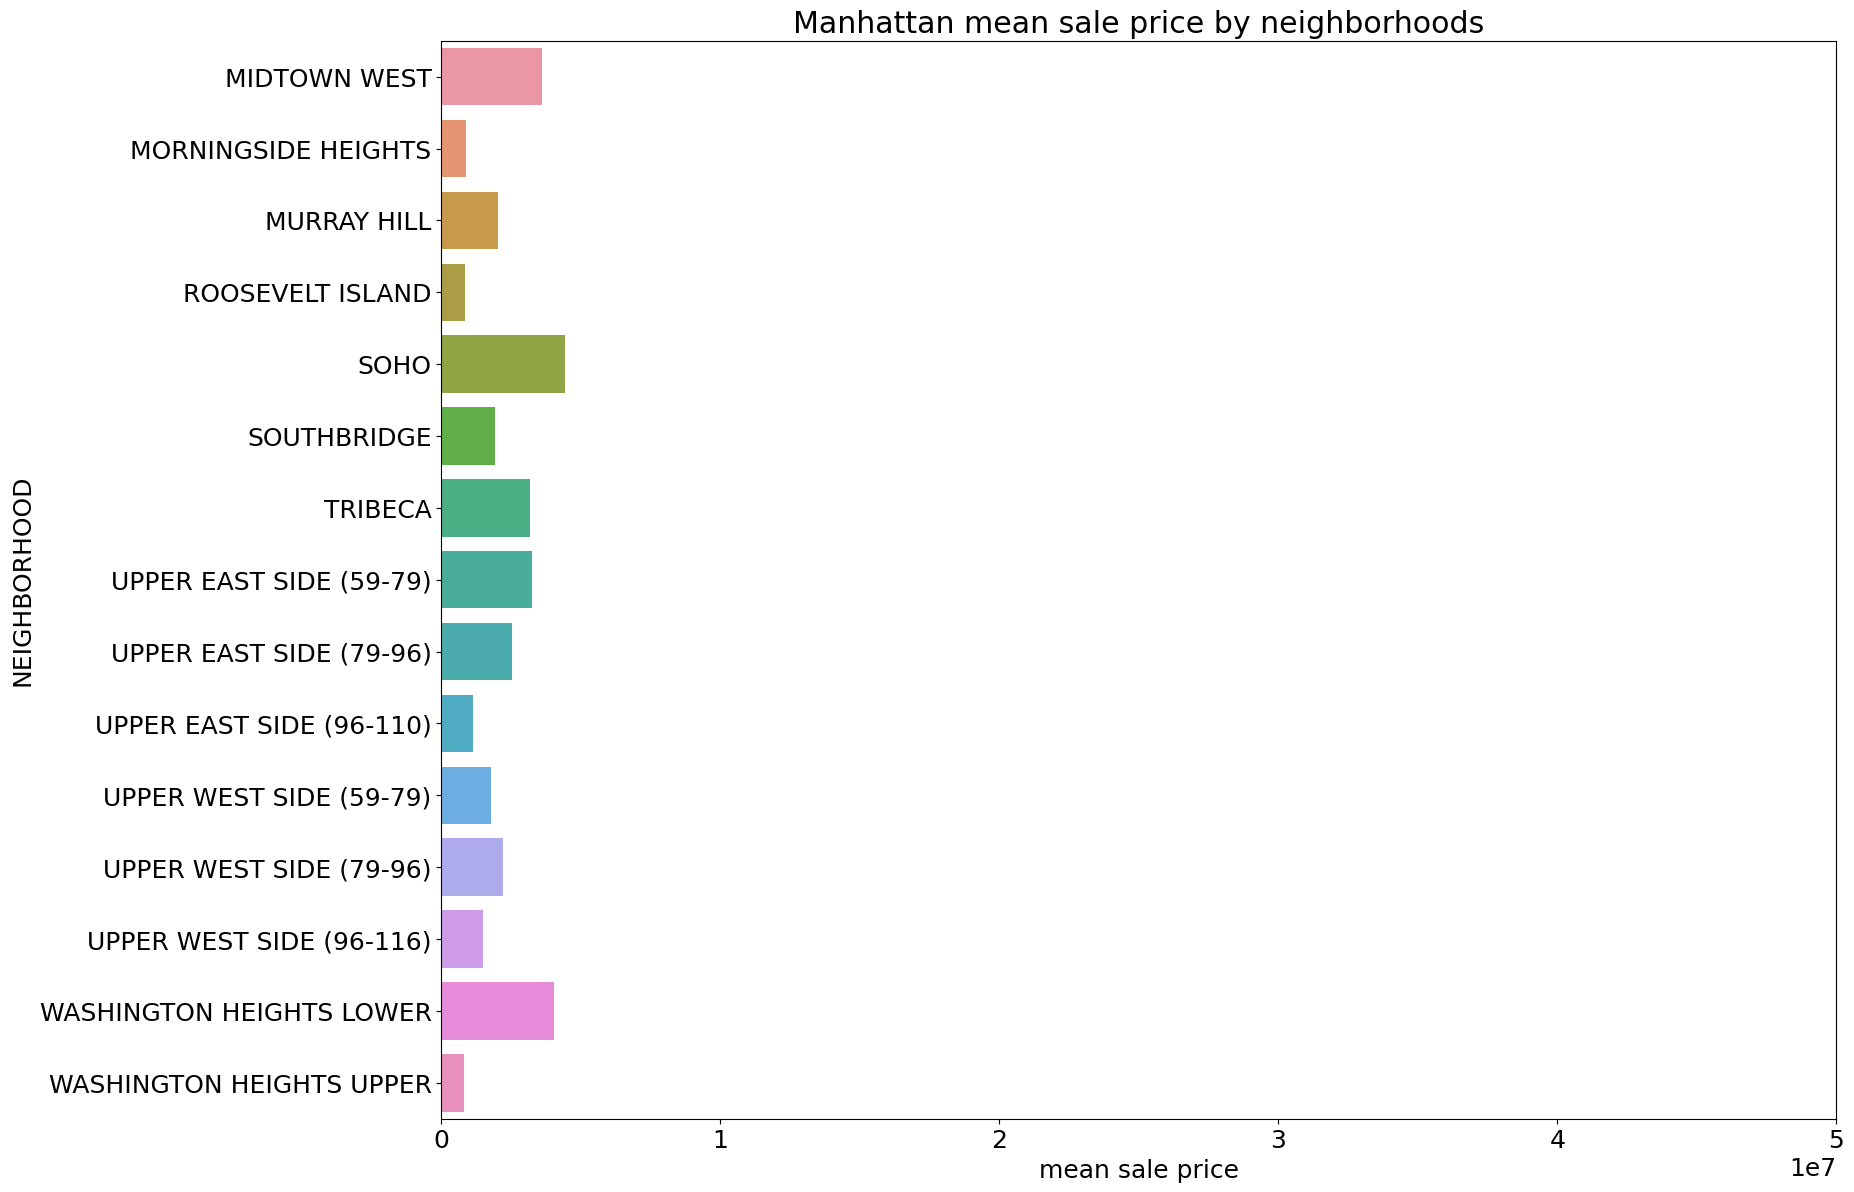 Manhattan mean sale price by neighborhoods
NEIGHBORHOOD
MIDTOWN WEST
MORNINGSIDE HEIGHTS
MURRAY HILL
ROOSEVELT ISLAND
SOHO
SOUTHBRIDGE
TRIBECA
UPPER EAST SIDE (59-79)
UPPER EAST SIDE (79-96)
UPPER EAST SIDE (96-110)
UPPER WEST SIDE (59-79)
UPPER WEST SIDE (79-96)
UPPER WEST SIDE (96-116)
WASHINGTON HEIGHTS LOWER
WASHINGTON HEIGHTS UPPER
0 1 2 3 4 5
mean sale price 1e7